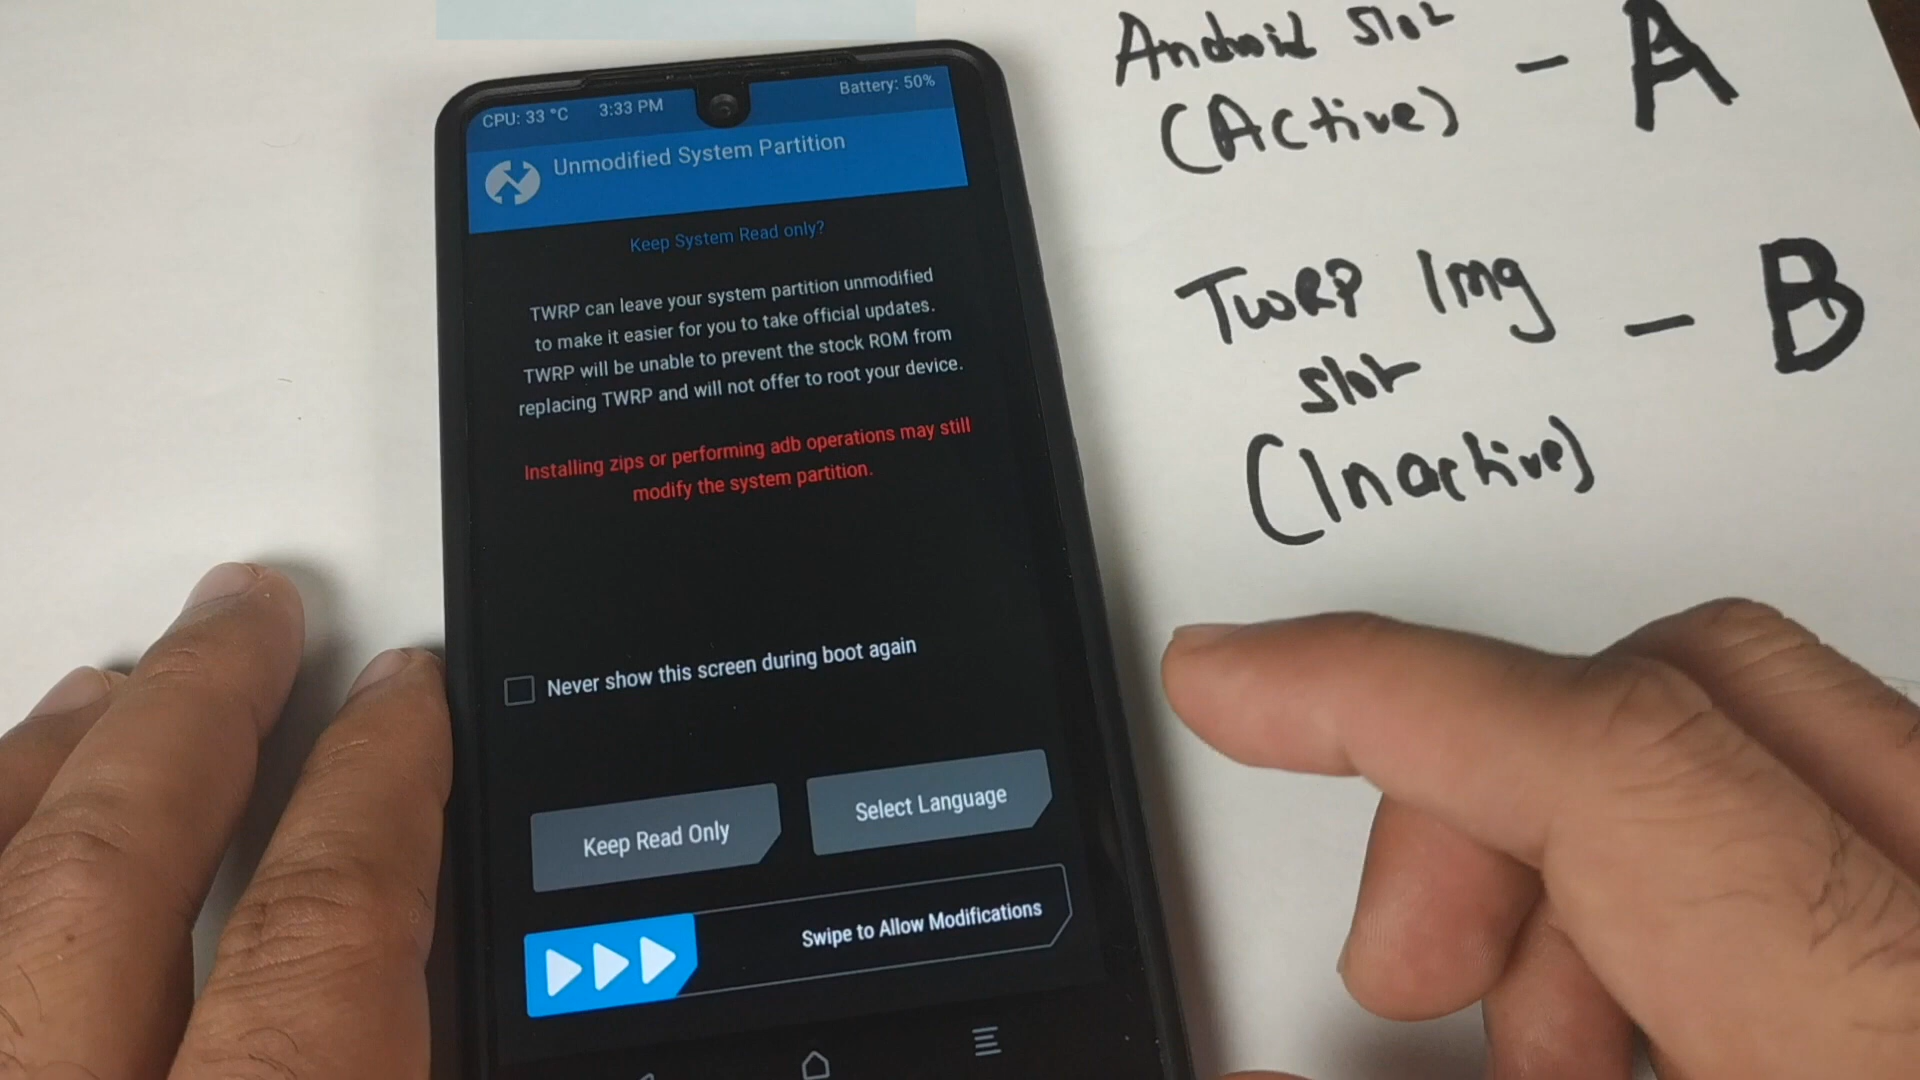 CPU: 33 °C 3:33 PM Battery: 50%
Unmodified System Partition
Keep System Read only?
TWRP can leave your system partition unmodified
to make it easier for you to take official updates.
TWRP will be unable to prevent the stock ROM from
replacing TWRP and will not offer to root your device.
Installing zips or performing adb operations may still
modify the system partition.
Never show this screen during boot again
Keep Read Only
Select Language
Swipe to Allow Modifications
Android slot - A
(Active)
TWRP Img - B
slot
(Inactive)